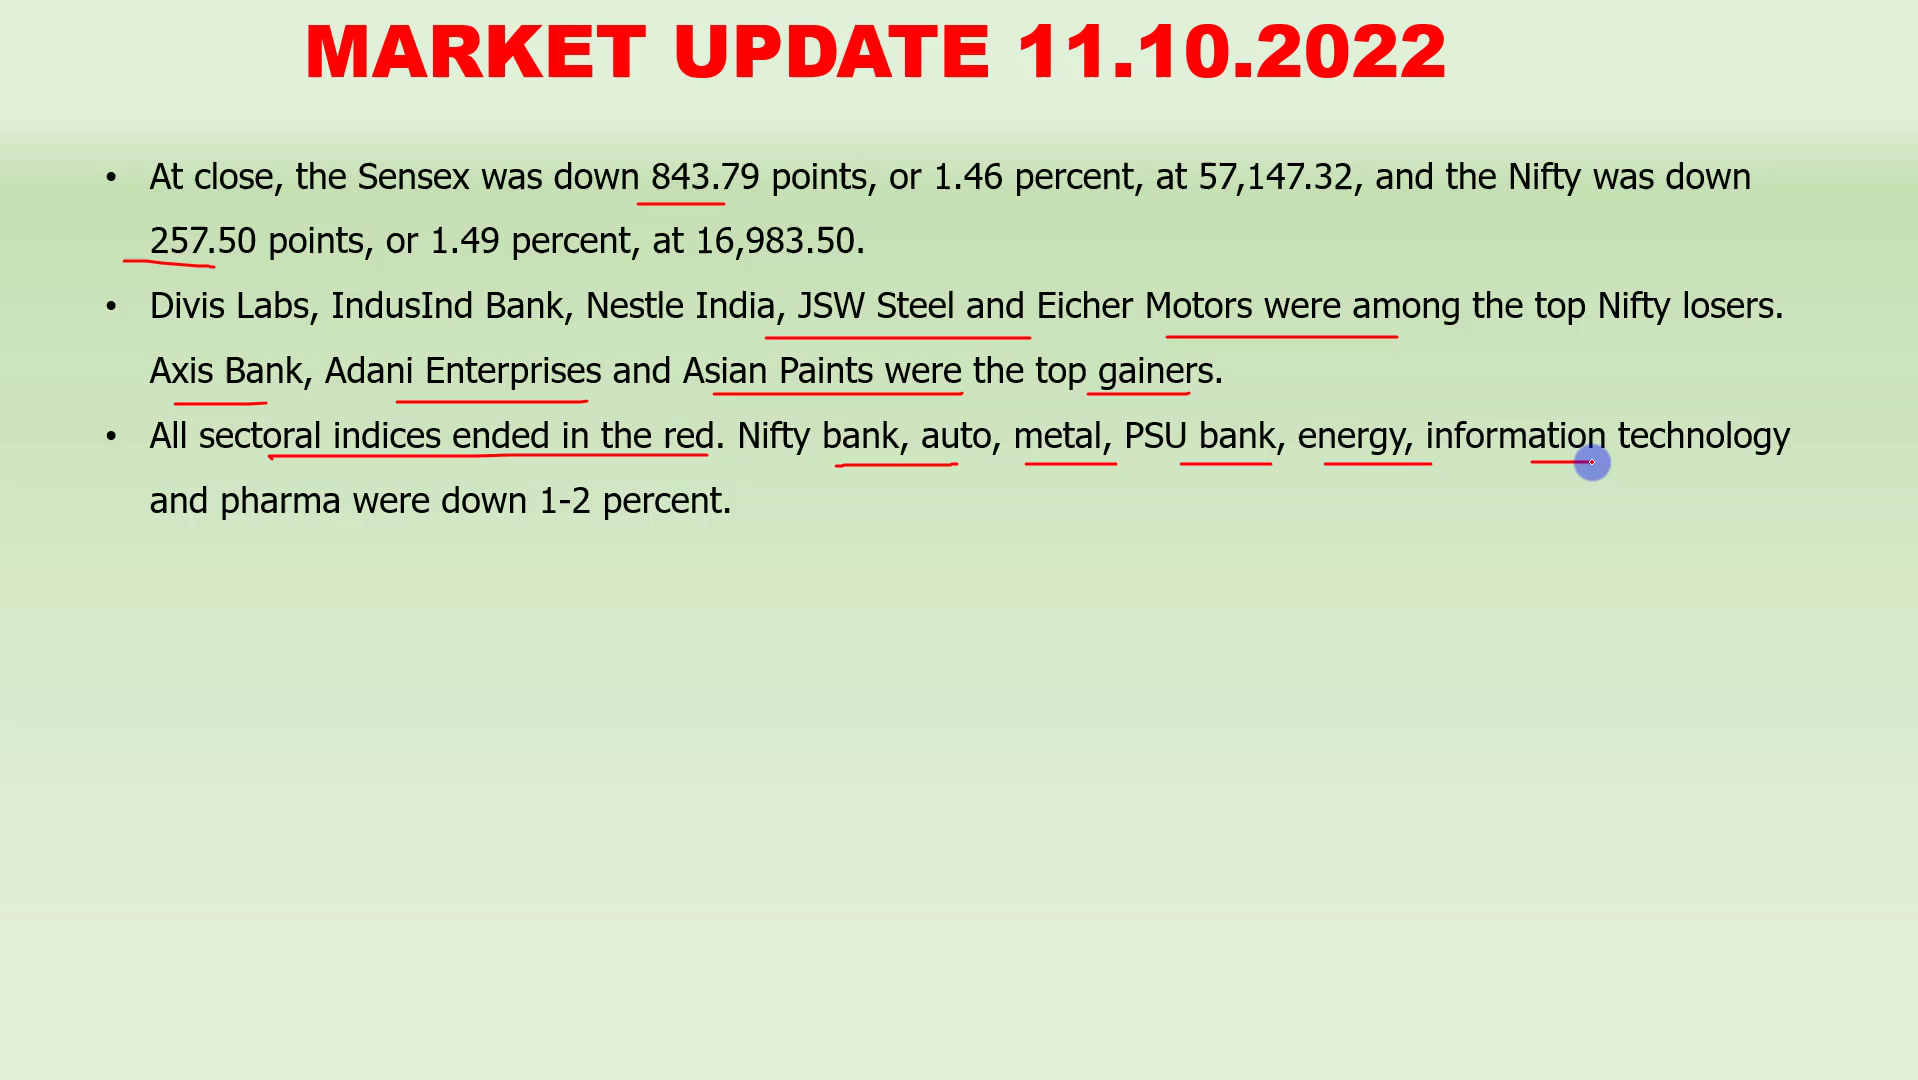 MARKET UPDATE 11.10.2022
• At close, the Sensex was down 843.79 points, or 1.46 percent, at 57,147.32, and the Nifty was down
257.50 points, or 1.49 percent, at 16,983.50.
• Divis Labs, IndusInd Bank, Nestle India, JSW Steel and Eicher Motors were among the top Nifty losers.
Axis Bank, Adani Enterprises and Asian Paints were the top gainers.
• All sectoral indices ended in the red. Nifty bank, auto, metal, PSU bank, energy, information technology
and pharma were down 1-2 percent.